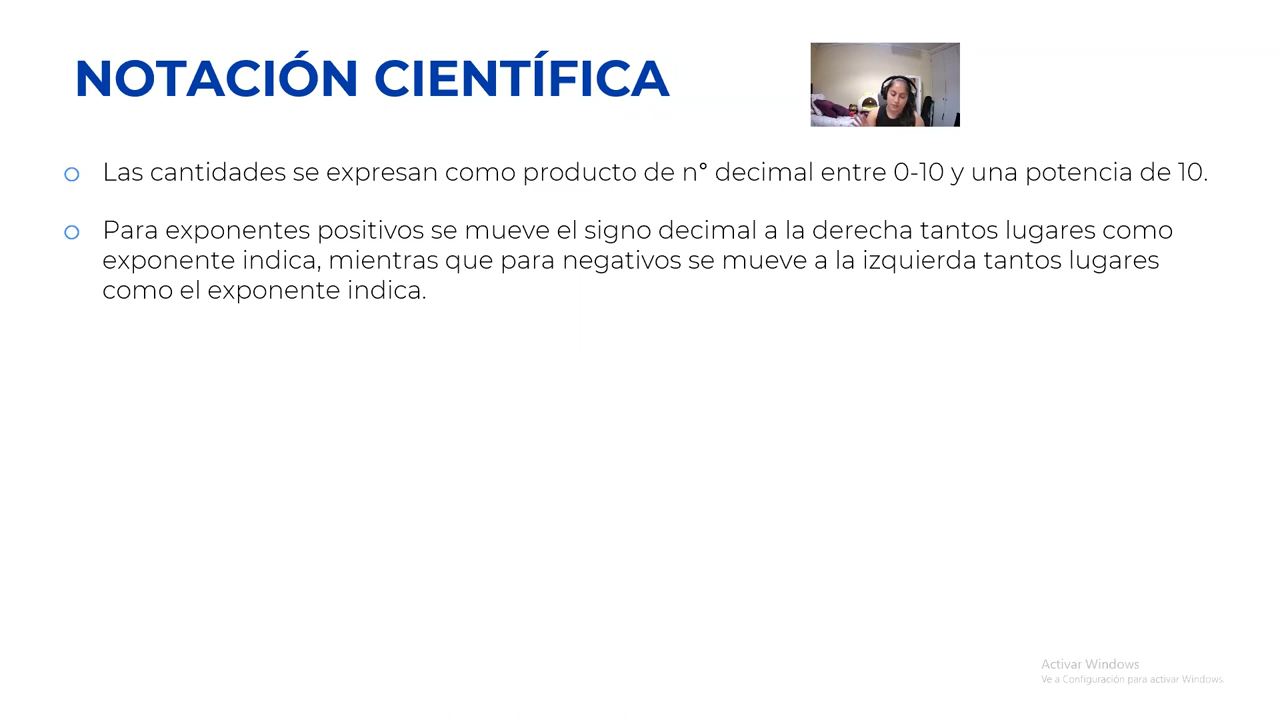 NOTACIÓN CIENTÍFICA
Las cantidades se expresan como producto de n° decimal entre 0-10 y una potencia de 10.
Para exponentes positivos se mueve el signo decimal a la derecha tantos lugares como
exponente indica, mientras que para negativos se mueve a la izquierda tantos lugares
como el exponente indica.
Activar Windows
Ve a Configuración para activar Windows.